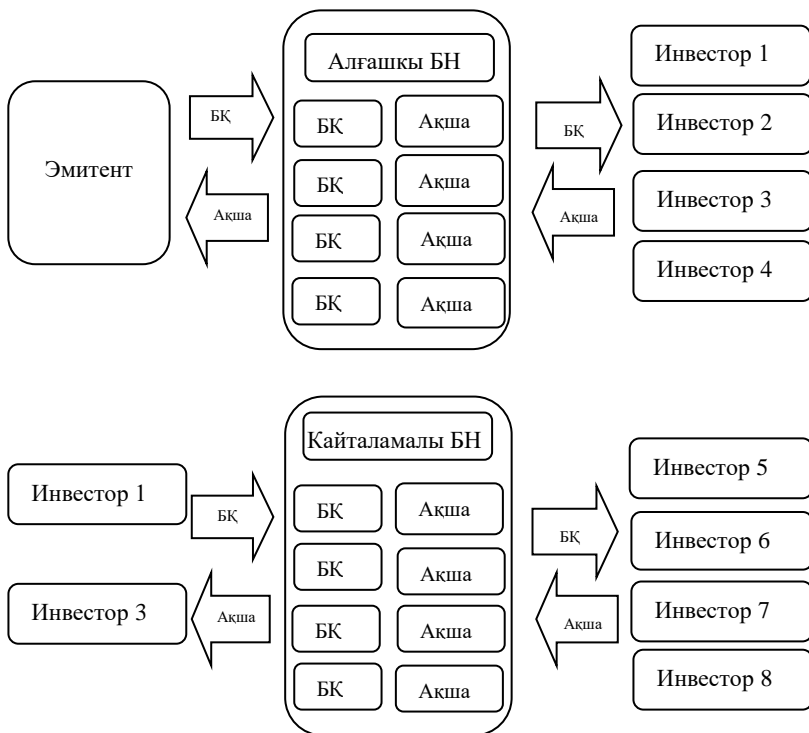 Эмитент
БҚ
Ақша
Алғашқы БН
БҚ
Ақша
БҚ
Ақша
БҚ
Ақша
БҚ
Ақша
БҚ
Ақша
Инвестор 1
Инвестор 2
Инвестор 3
Инвестор 4
Инвестор 1
Инвестор 3
БҚ
Ақша
Кайталамалы БН
БҚ
Ақша
БҚ
Ақша
БҚ
Ақша
БҚ
Ақша
БҚ
Ақша
Инвестор 5
Инвестор 6
Инвестор 7
Инвестор 8